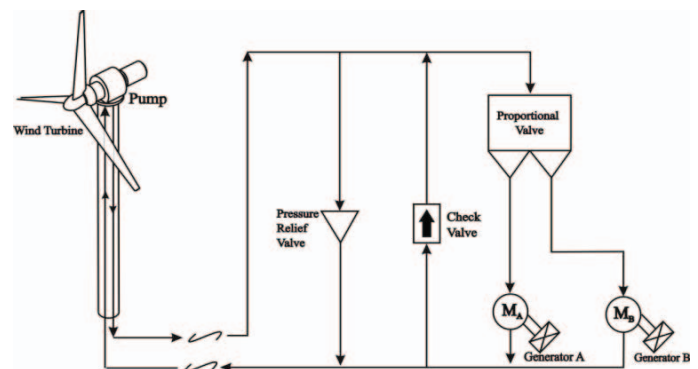 Pump
Wind Turbine
Proportional
Valve
Pressure
Relief
Valve
Check
Valve
MA
MB
Generator A
Generator B